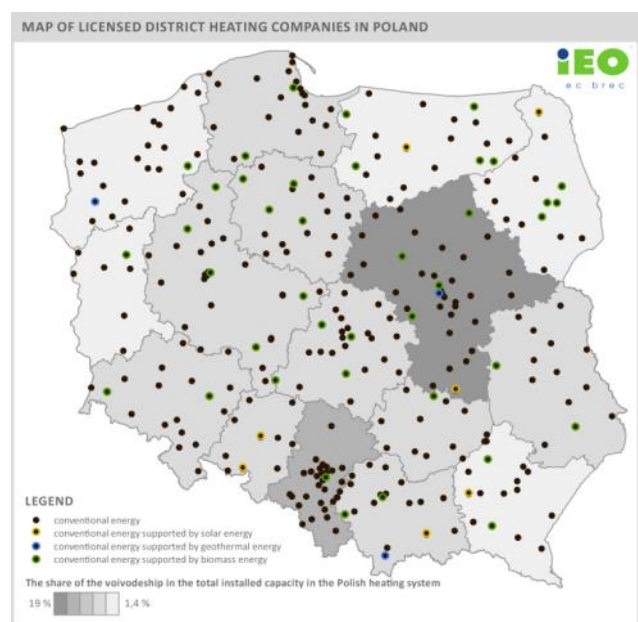 MAP OF LICENSED DISTRICT HEATING COMPANIES IN POLAND
iEO
ec brec
LEGEND
conventional energy
conventional energy supported by solar energy
conventional energy supported by geothermal energy
conventional energy supported by biomass energy
The share of the voivodeship in the total installed capacity in the Polish heating system
19 % 1,4 %